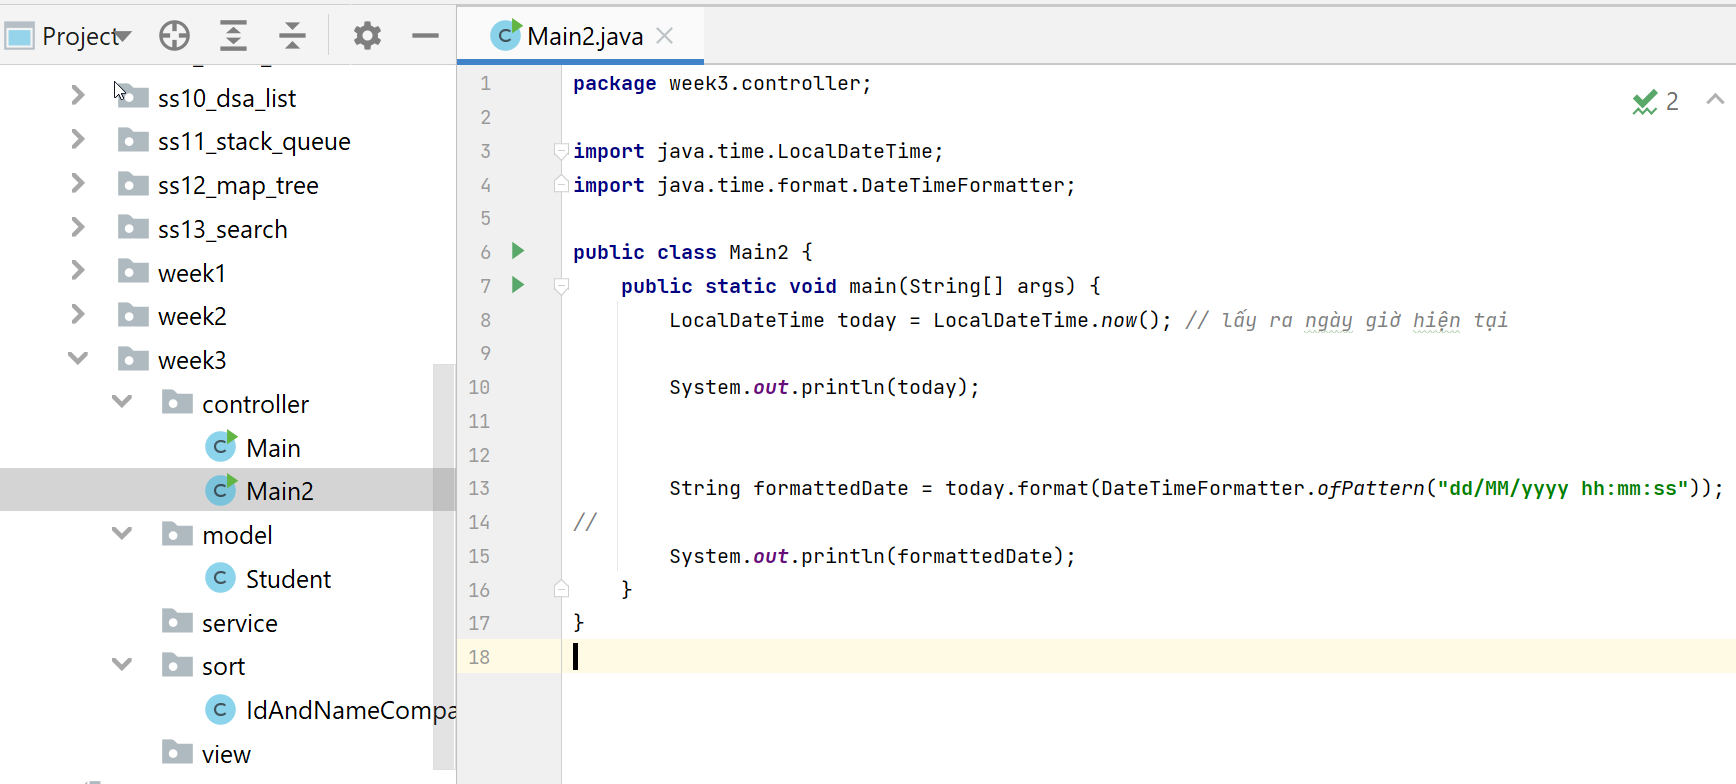 Project
Main2.java
ss10_dsa_list
ss11_stack_queue
ss12_map_tree
ss13_search
week1
week2
week3
controller
Main
Main2
model
Student
service
sort
IdAndNameCompa
view
2
1 package week3.controller;
2
3 import java.time.LocalDateTime;
4 import java.time.format.DateTimeFormatter;
5
6 public class Main2 {
7 public static void main(String[] args) {
8 LocalDateTime today = LocalDateTime.now(); // lấy ra ngày giờ hiện tại
9
10 System.out.println(today);
11
12
13 String formattedDate = today.format(DateTimeFormatter.ofPattern("dd/MM/yyyy hh:mm:ss"));
14 //
15 System.out.println(formattedDate);
16 }
17 }
18